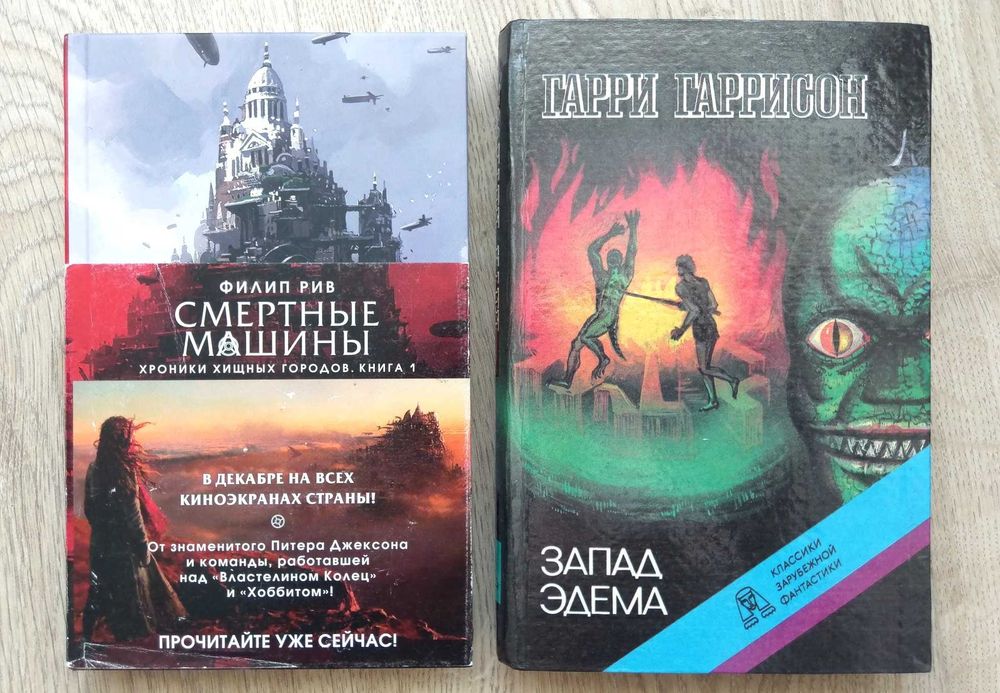 ФИЛИП РИВ
СМЕРТНЫЕ
МАШИНЫ
ХРОНИКИ ХИЩНЫХ ГОРОДОВ. КНИГА 1
В ДЕКАБРЕ НА ВСЕХ
КИНОЭКРАНАХ СТРАНЫ!
От знаменитого Питера Джексона
и команды, работавшей
над «Властелином Колец»
и «Хоббитом»!
ПРОЧИТАЙТЕ УЖЕ СЕЙЧАС!
ГАРРИ ГАРРИСОН
ЗАПАД
ЭДЕМА
КЛАССИКИ
ЗАРУБЕЖНОЙ
ФАНТАСТИКИ